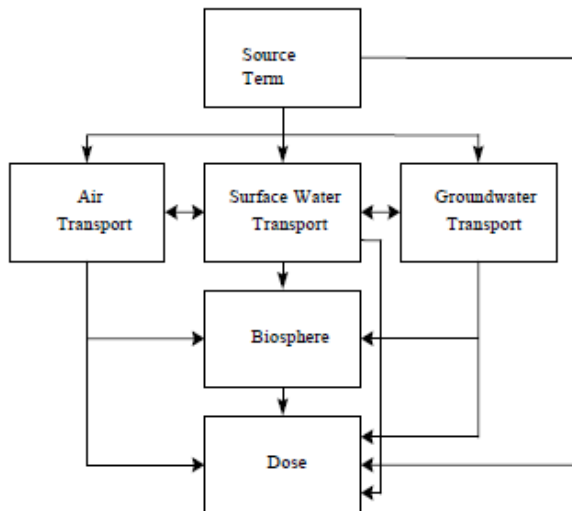 Source
Term
Air
Transport
Surface Water
Transport
Groundwater
Transport
Biosphere
Dose